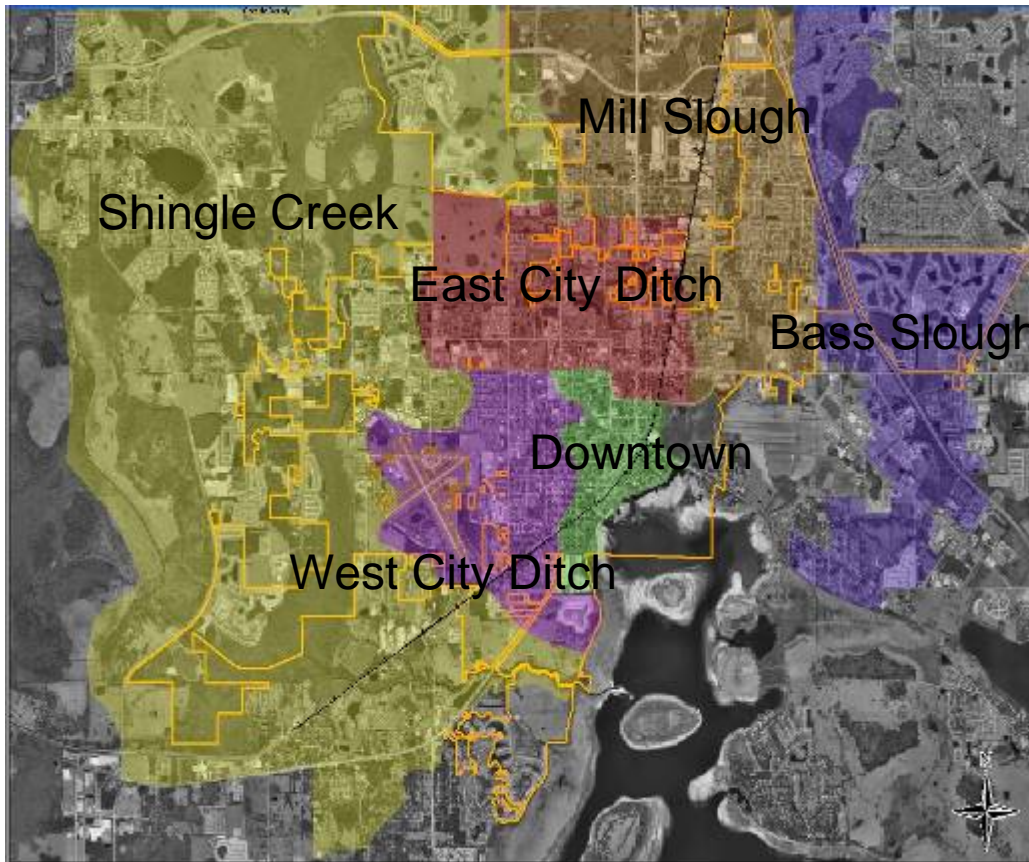 Mill Slough
Shingle Creek
East City Ditch
Bass Slough
Downtown
West City Ditch
N